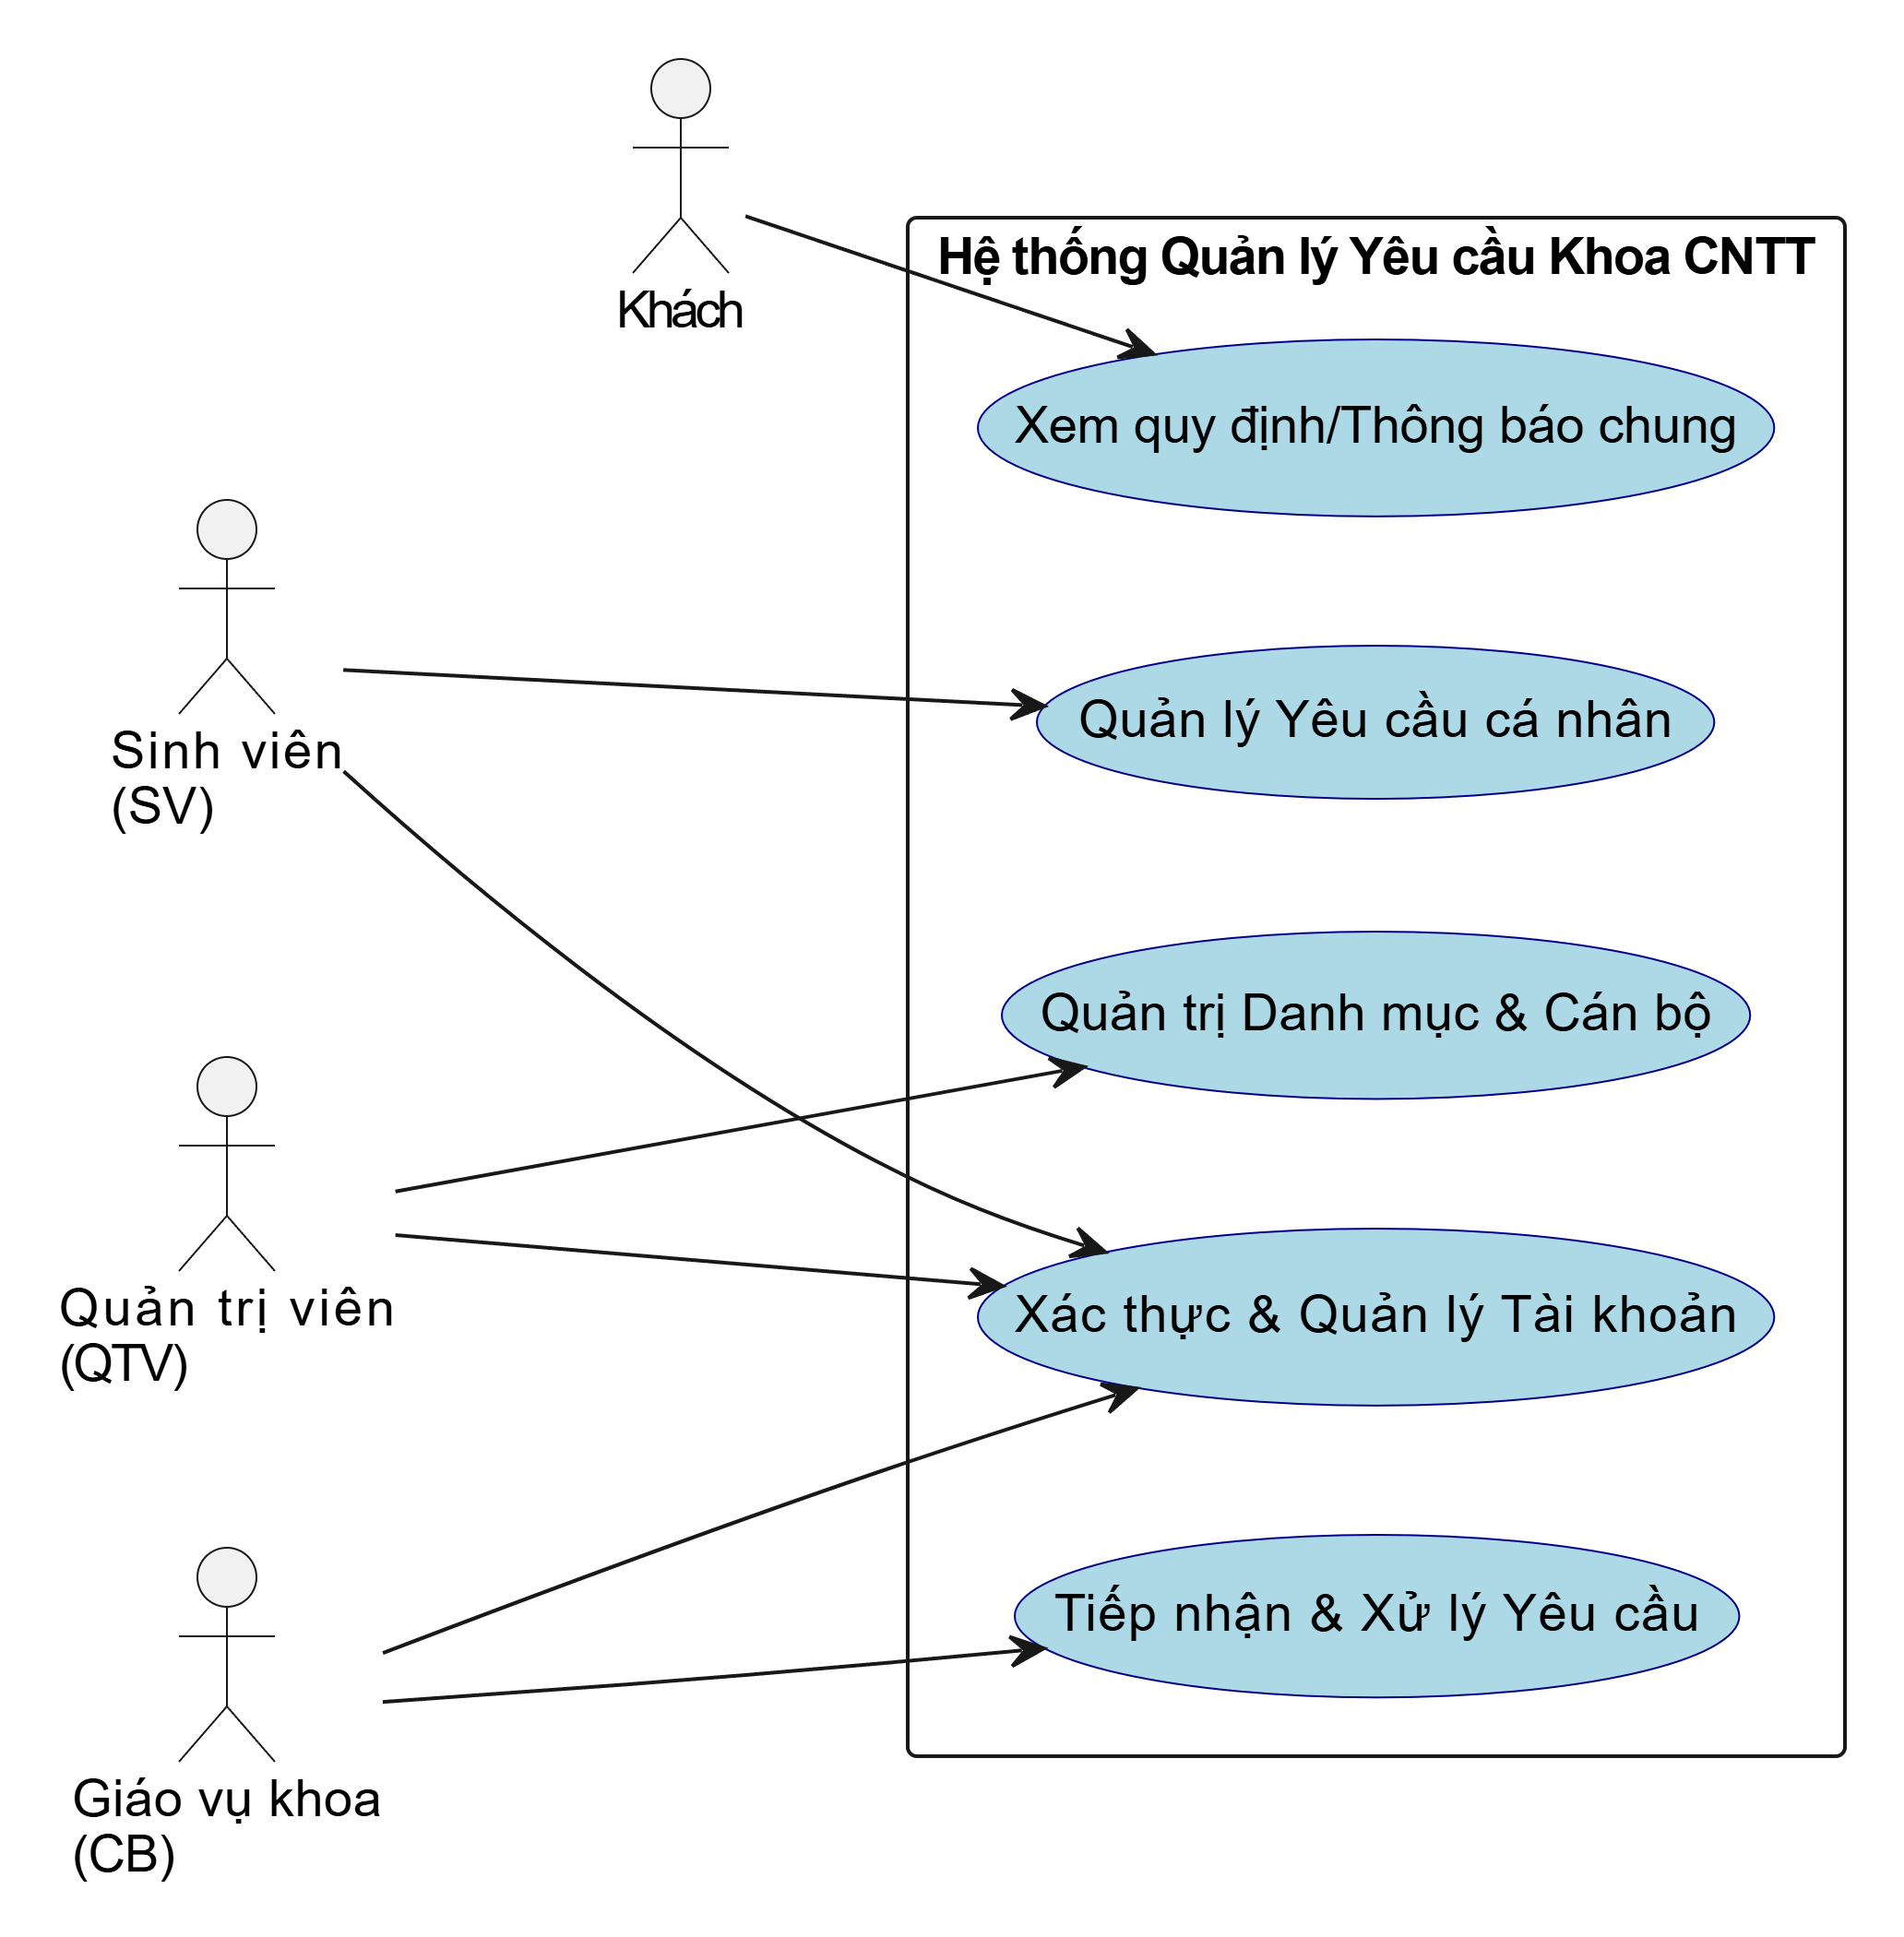 Khách
Hệ thống Quản lý Yêu cầu Khoa CNTT
Xem quy định/Thông báo chung
Sinh viên
(SV)
Quản lý Yêu cầu cá nhân
Quản trị Danh mục & Cán bộ
Quản trị viên
(QTV)
Xác thực & Quản lý Tài khoản
Tiếp nhận & Xử lý Yêu cầu
Giáo vụ khoa
(CB)